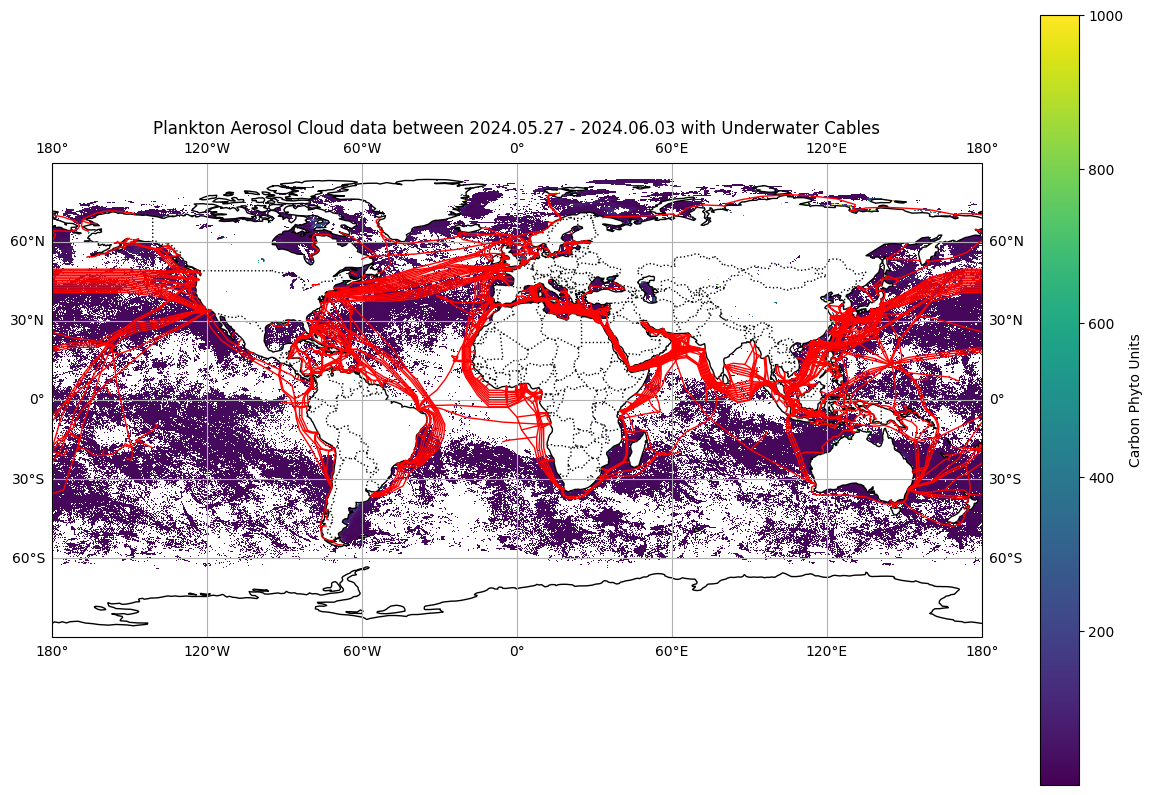 Plankton Aerosol Cloud data between 2024.05.27 - 2024.06.03 with Underwater Cables
180° 120°W 60°W 0° 60°E 120°E 180°
60°N 60°N
30°N 30°N
0° 0°
30°S 30°S
60°S 60°S
180° 120°W 60°W 0° 60°E 120°E 180°
1000
800
600
400
200
Carbon Phyto Units